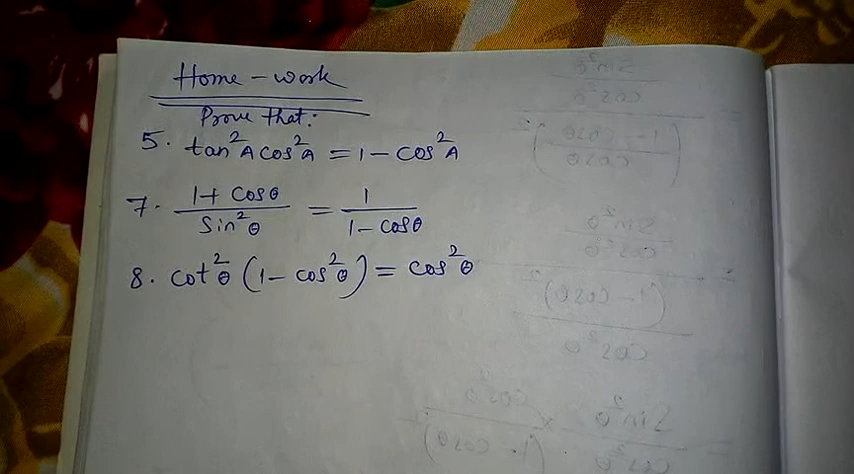 Home-work
Prove that:
5. tan²A cos²A = 1 - cos²A
7. (1 + cosθ) / sin²θ = 1 / (1 - cosθ)
8. cot²θ (1 - cos²θ) = cos²θ